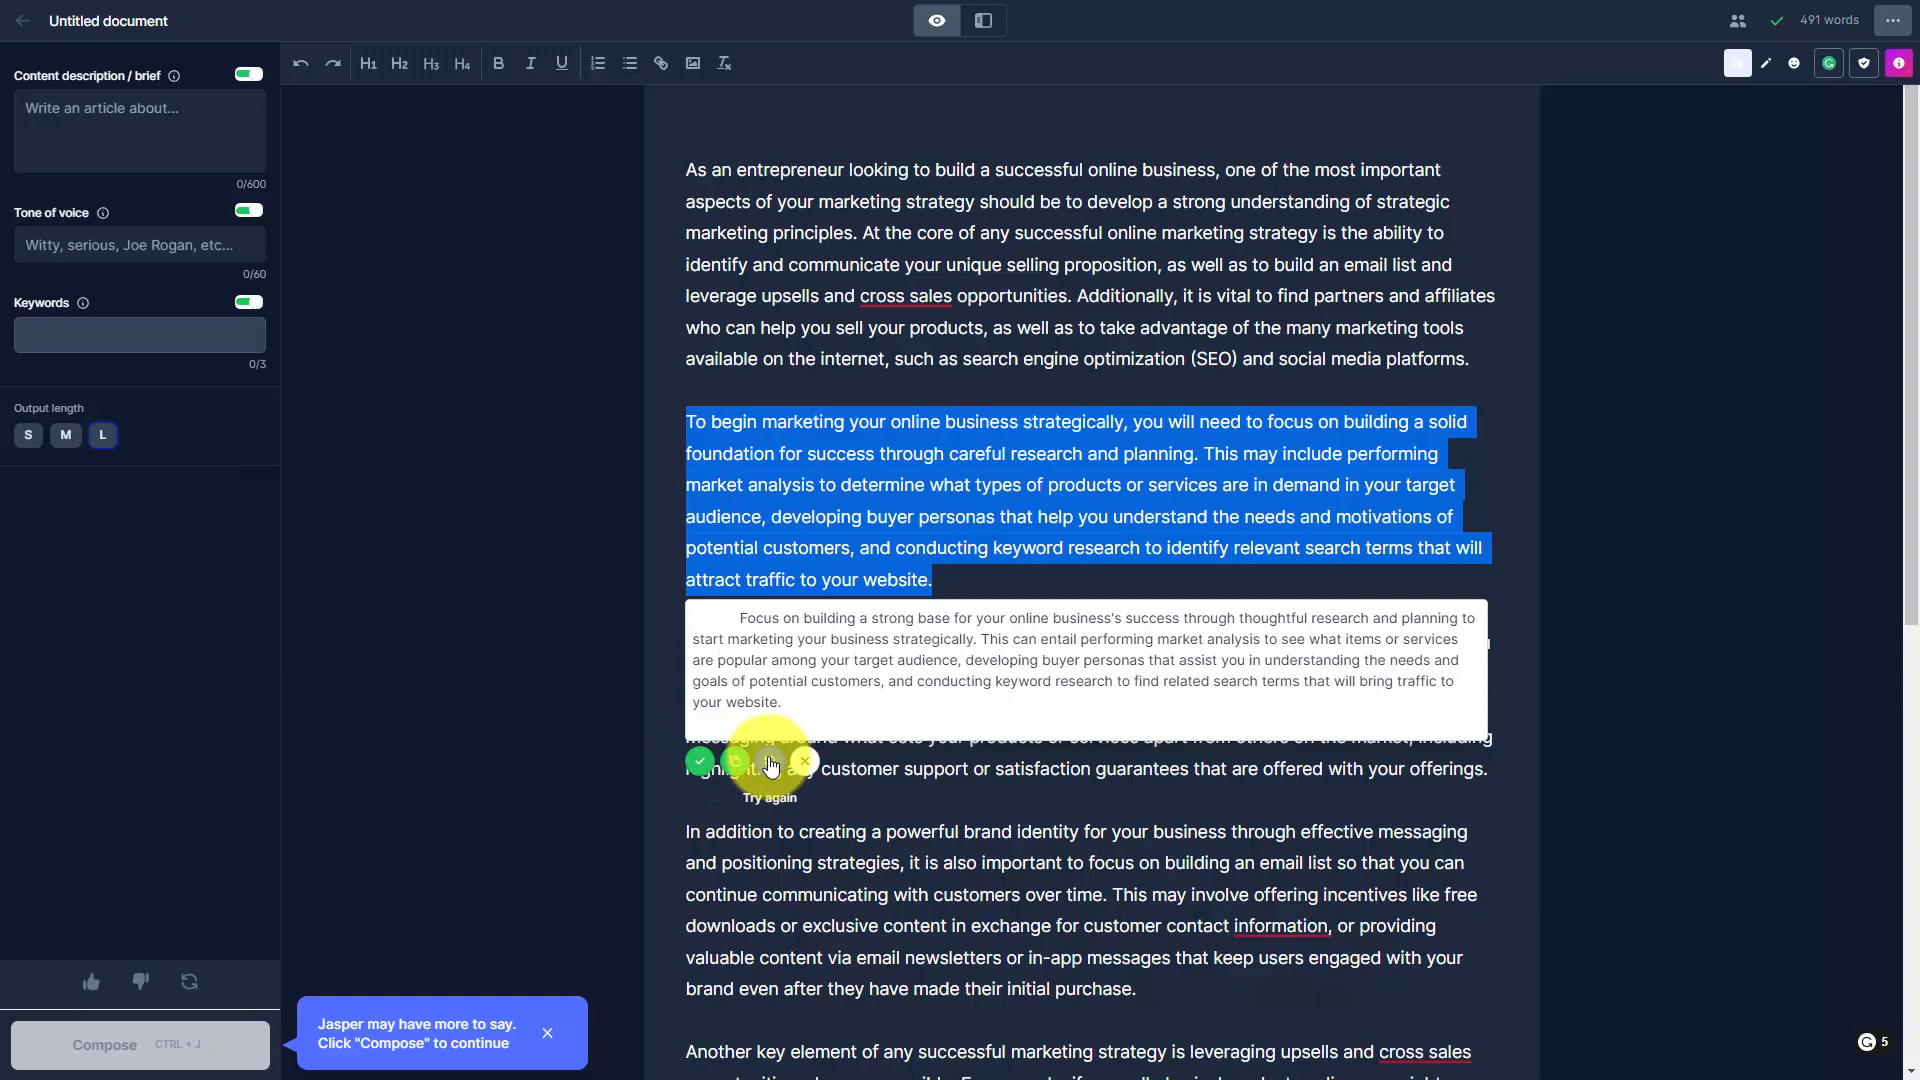 Untitled document
491 words
H1 H2 H3 H4 B I U
Content description / brief
Write an article about...
0/600
Tone of voice
Witty, serious, Joe Rogan, etc...
0/60
Keywords
0/3
Output length
S M L
Compose CTRL + J
Jasper may have more to say.
Click "Compose" to continue
As an entrepreneur looking to build a successful online business, one of the most important
aspects of your marketing strategy should be to develop a strong understanding of strategic
marketing principles. At the core of any successful online marketing strategy is the ability to
identify and communicate your unique selling proposition, as well as to build an email list and
leverage upsells and cross sales opportunities. Additionally, it is vital to find partners and affiliates
who can help you sell your products, as well as to take advantage of the many marketing tools
available on the internet, such as search engine optimization (SEO) and social media platforms.
To begin marketing your online business strategically, you will need to focus on building a solid
foundation for success through careful research and planning. This may include performing
market analysis to determine what types of products or services are in demand in your target
audience, developing buyer personas that help you understand the needs and motivations of
potential customers, and conducting keyword research to identify relevant search terms that will
attract traffic to your website.
Focus on building a strong base for your online business's success through thoughtful research and planning to
start marketing your business strategically. This can entail performing market analysis to see what items or services
are popular among your target audience, developing buyer personas that assist you in understanding the needs and
goals of potential customers, and conducting keyword research to find related search terms that will bring traffic to
your website.
messaging around what sets your products or services apart from others on the market, including
customer support or satisfaction guarantees that are offered with your offerings.
Try again
In addition to creating a powerful brand identity for your business through effective messaging
and positioning strategies, it is also important to focus on building an email list so that you can
continue communicating with customers over time. This may involve offering incentives like free
downloads or exclusive content in exchange for customer contact information, or providing
valuable content via email newsletters or in-app messages that keep users engaged with your
brand even after they have made their initial purchase.
Another key element of any successful marketing strategy is leveraging upsells and cross sales
5